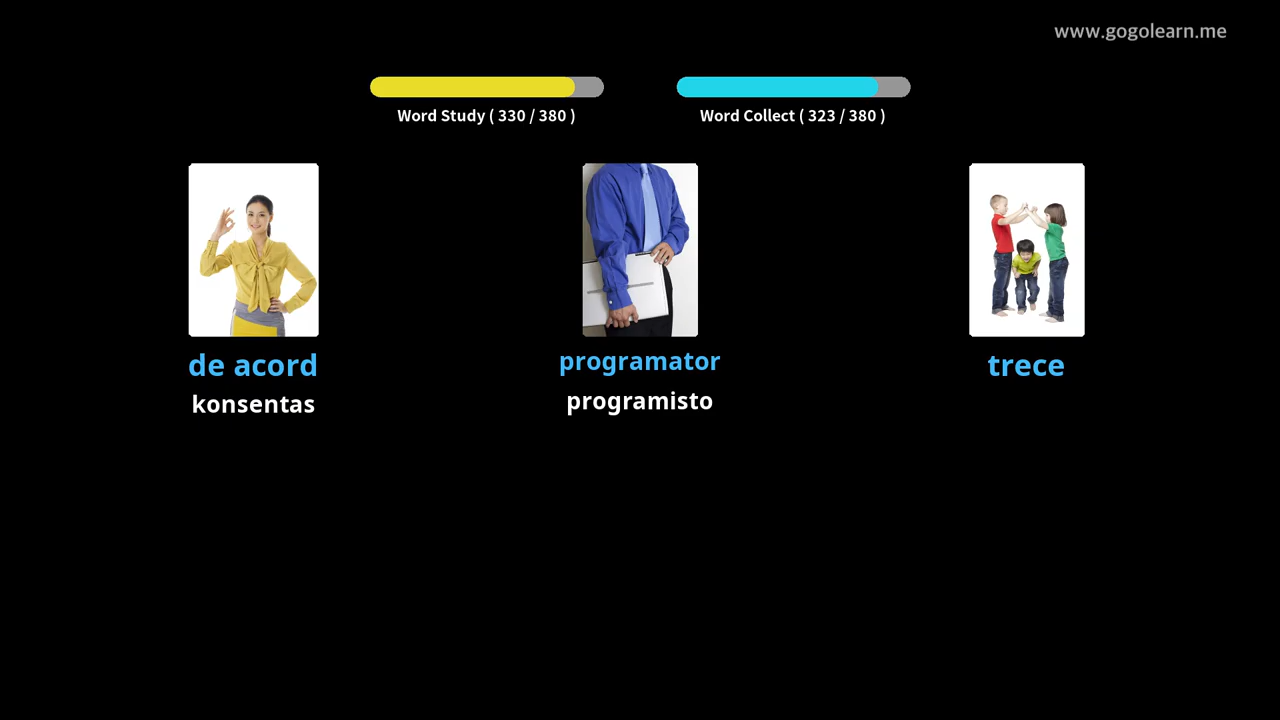 www.gogolearn.me
Word Study ( 330 / 380 )
Word Collect ( 323 / 380 )
de acord
konsentas
programator
programisto
trece